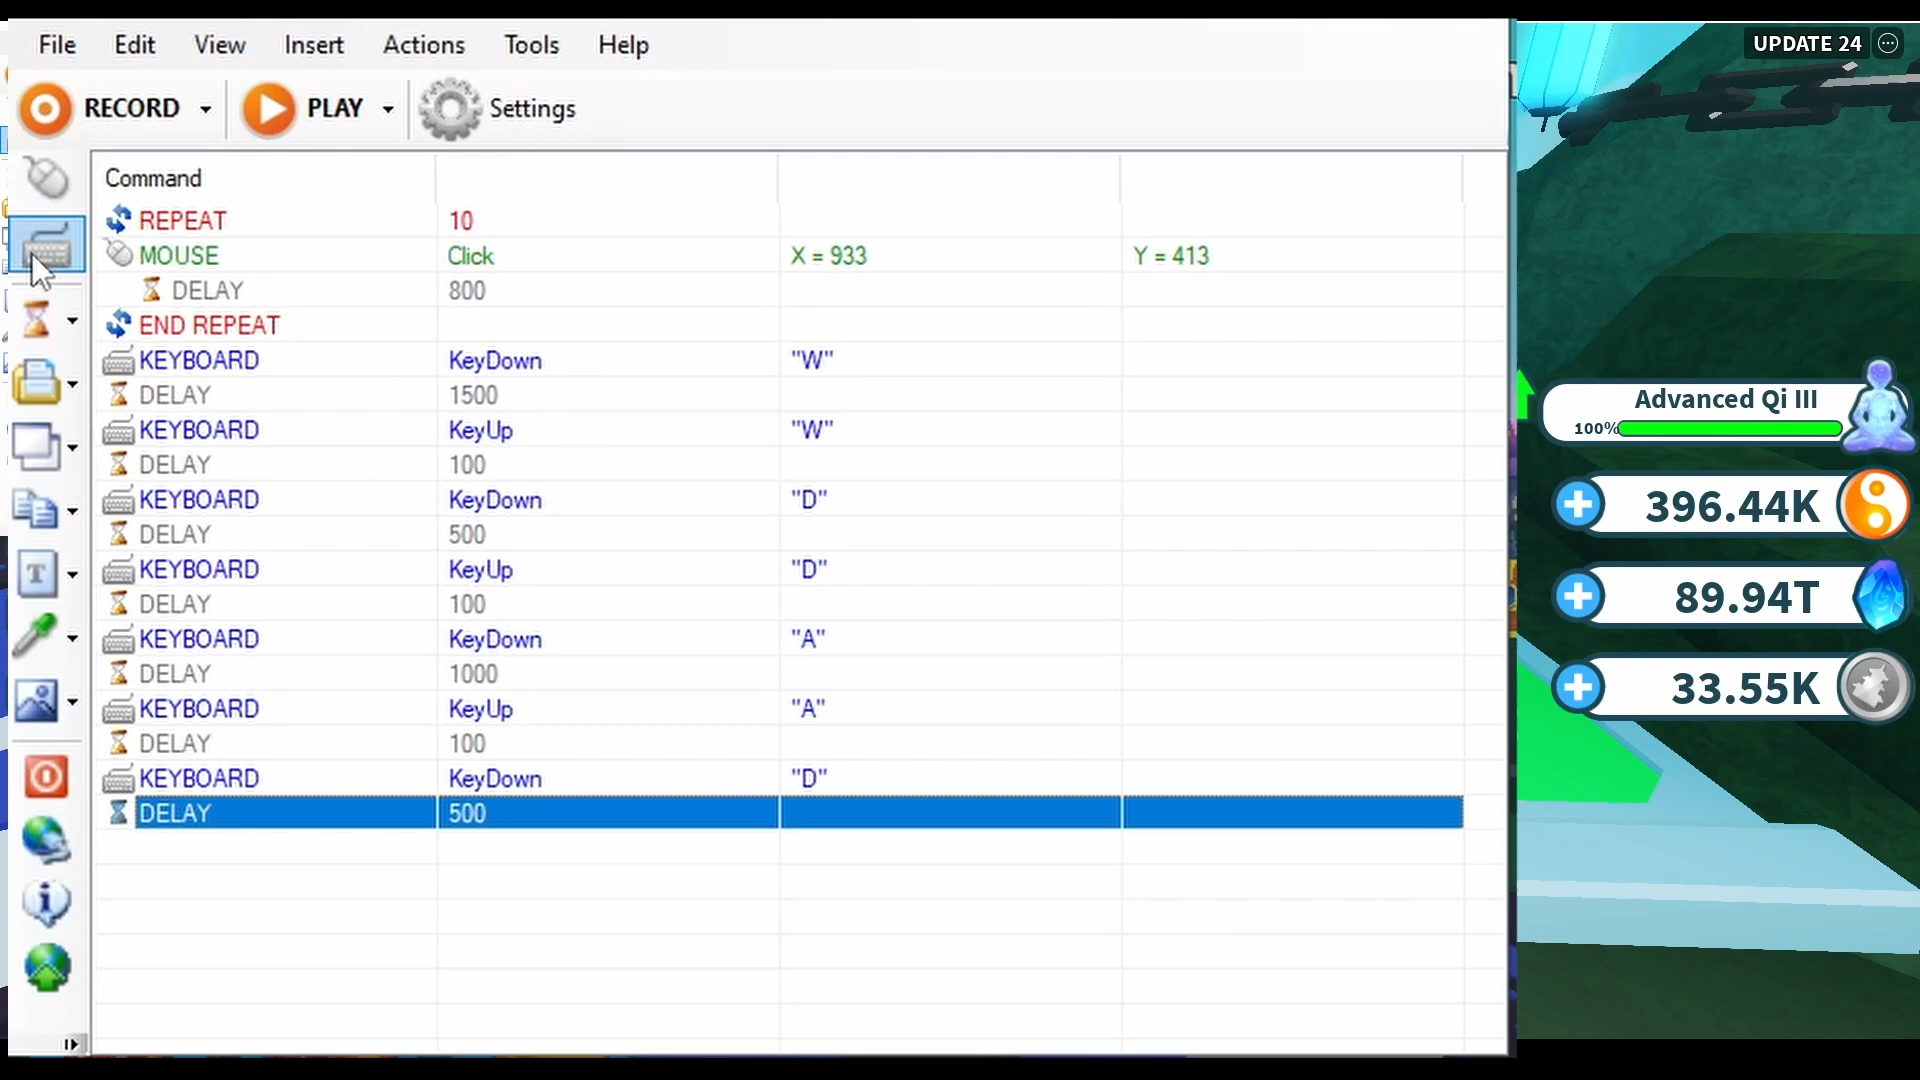 File Edit View Insert Actions Tools Help
RECORD PLAY Settings
Command
REPEAT 10
MOUSE Click X = 933 Y = 413
DELAY 800
END REPEAT
KEYBOARD KeyDown "W"
DELAY 1500
KEYBOARD KeyUp "W"
DELAY 100
KEYBOARD KeyDown "D"
DELAY 500
KEYBOARD KeyUp "D"
DELAY 100
KEYBOARD KeyDown "A"
DELAY 1000
KEYBOARD KeyUp "A"
DELAY 100
KEYBOARD KeyDown "D"
DELAY 500
UPDATE 24
Advanced Qi III
100%
396.44K
89.94T
33.55K